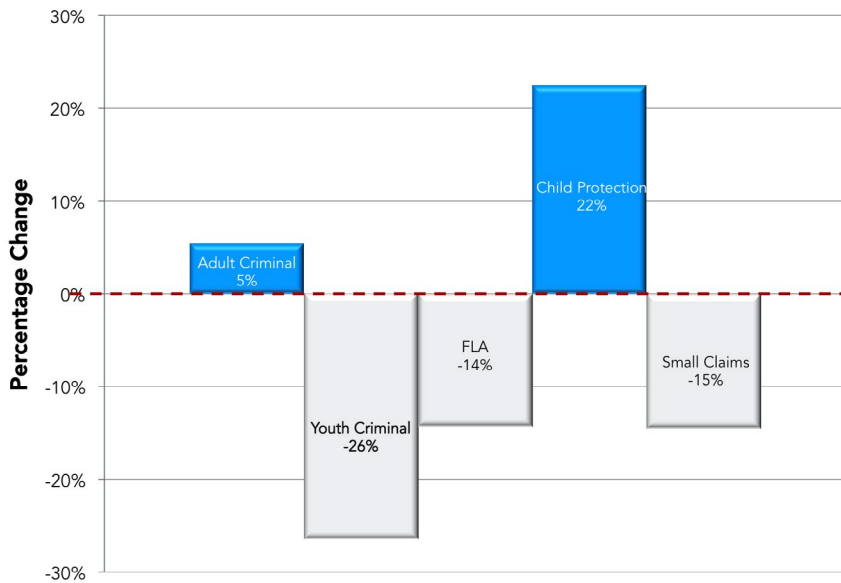 30%
20%
10%
0%
-10%
-20%
-30%
Percentage Change
Adult Criminal
5%
Youth Criminal
-26%
FLA
-14%
Child Protection
22%
Small Claims
-15%